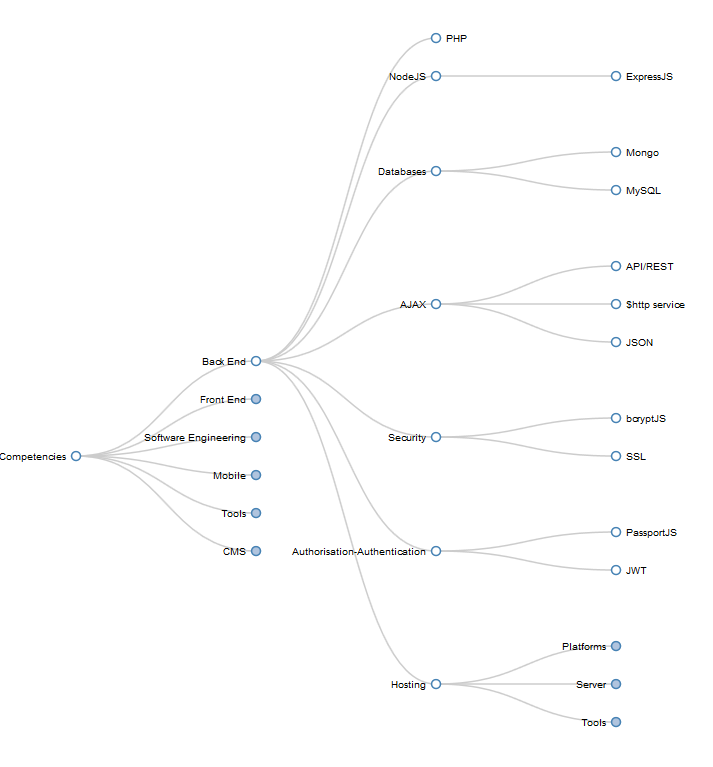 PHP
NodeJS
ExpressJS
Mongo
Databases
MySQL
API/REST
AJAX
$http service
JSON
Back End
Front End
bcryptJS
Software Engineering
Security
Competencies
SSL
Mobile
Tools
PassportJS
CMS
Authorisation-Authentication
JWT
Platforms
Hosting
Server
Tools